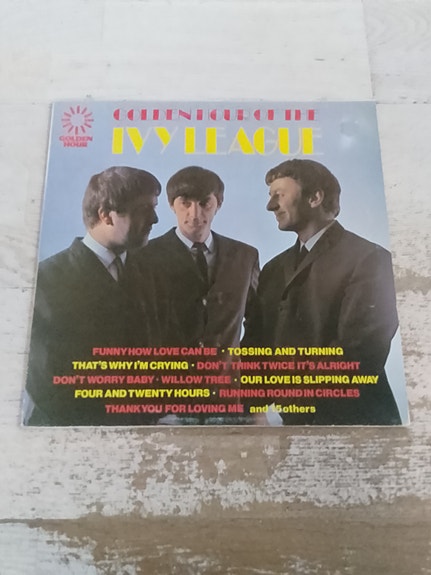 GOLDEN HOUR OF THE
IVY LEAGUE
GOLDEN
HOUR
FUNNY HOW LOVE CAN BE · TOSSING AND TURNING
THAT'S WHY I'M CRYING · DON'T THINK TWICE IT'S ALRIGHT
DON'T WORRY BABY · WILLOW TREE · OUR LOVE IS SLIPPING AWAY
FOUR AND TWENTY HOURS · RUNNING ROUND IN CIRCLES
THANK YOU FOR LOVING ME and 15 others